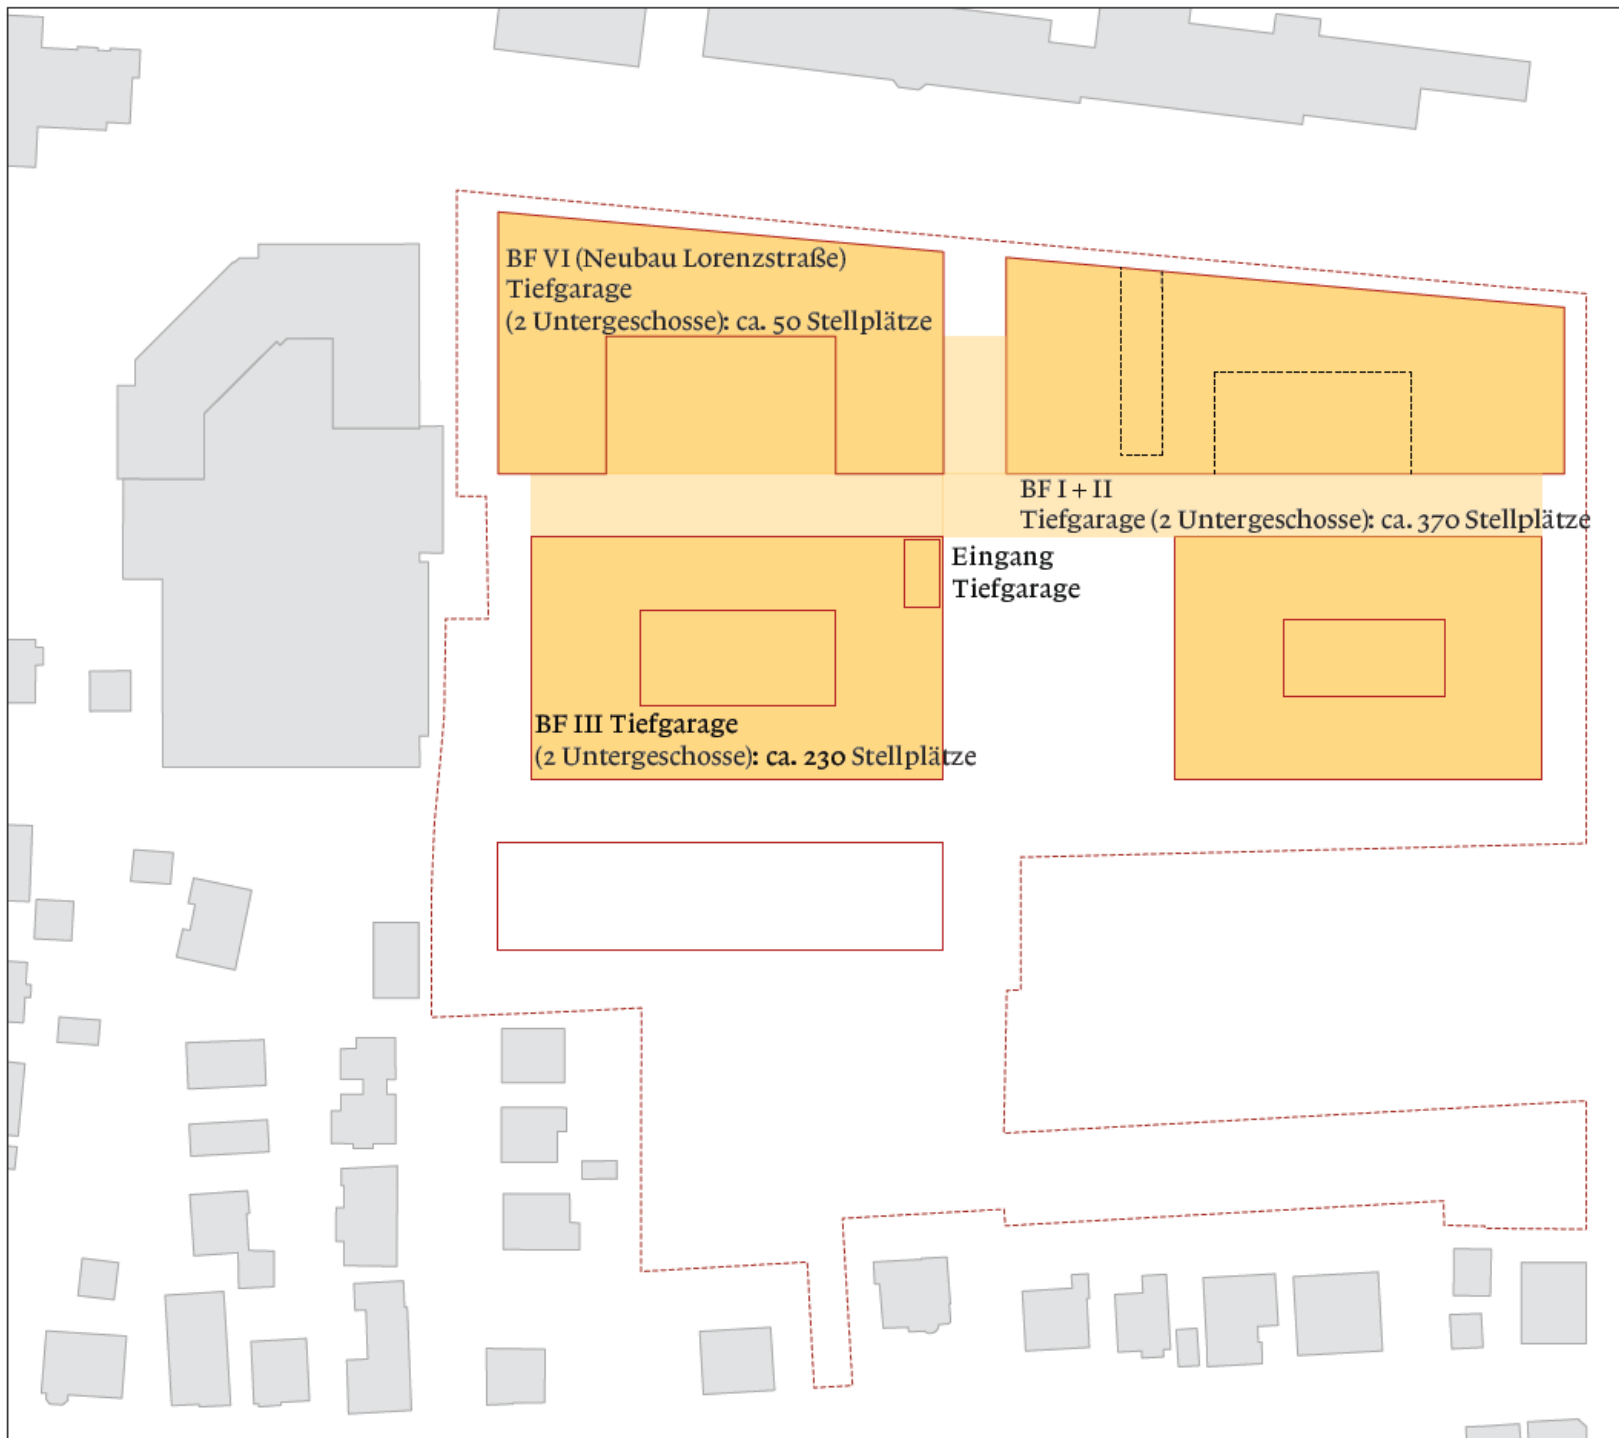 BF VI (Neubau Lorenzstraße)
Tiefgarage
(2 Untergeschosse): ca. 50 Stellplätze
BF I + II
Tiefgarage (2 Untergeschosse): ca. 370 Stellplätze
Eingang
Tiefgarage
BF III Tiefgarage
(2 Untergeschosse): ca. 230 Stellplätze